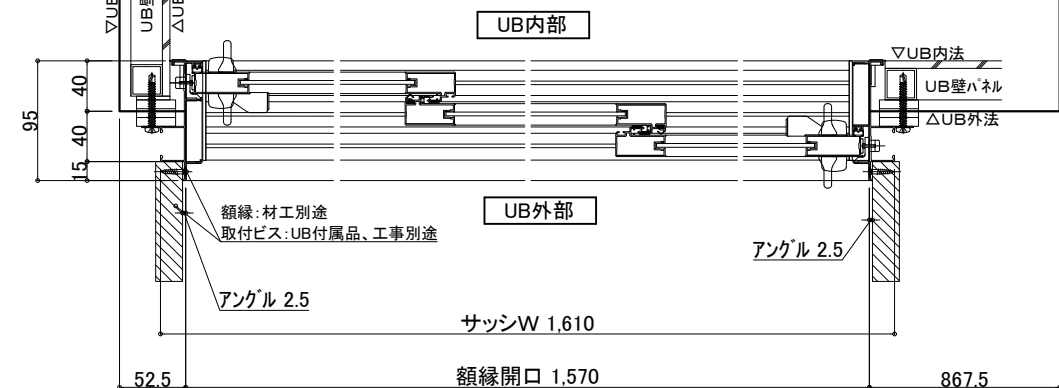 ▽UB
UB壁
△UB
UB内部
▽UB内法
UB壁パネル
△UB外法
95
40
40
15
額縁：材工別途
取付ビス：UB付属品、工事別途
UB外部
アングル 2.5
アングル 2.5
サッシW 1,610
52.5
額縁開口 1,570
867.5